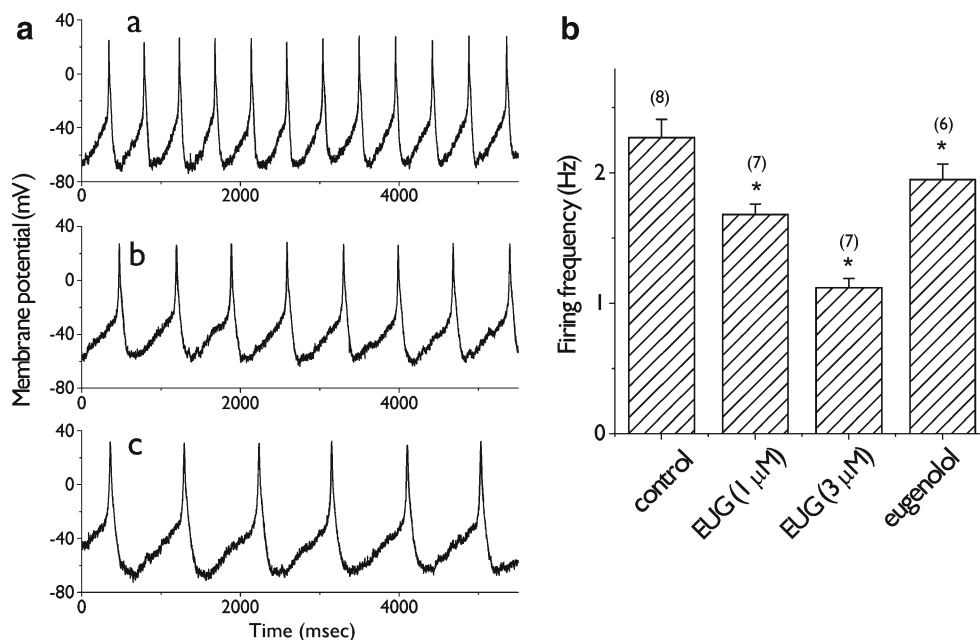 a
Membrane potential (mV)
a
40
0
-40
-80
0
2000
4000
b
40
0
-40
-80
0
2000
4000
c
40
0
-40
-80
0
2000
4000
Time (msec)
b
Firing frequency (Hz)
2
1
0
(8)
(7)
*
(7)
*
(6)
*
control
EUG (1 μM)
EUG (3 μM)
eugenolol